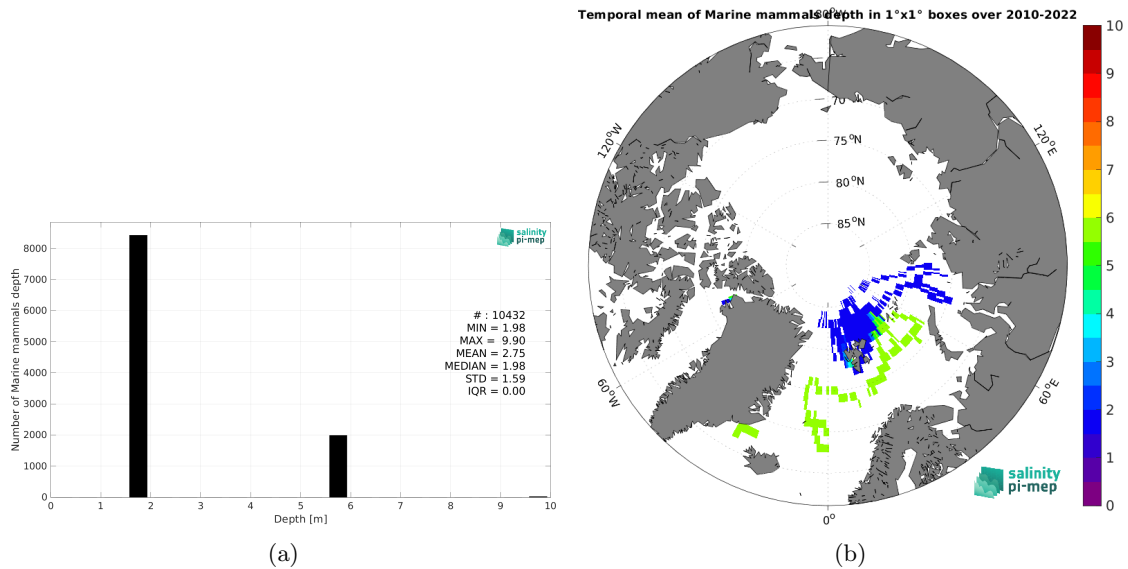 8000
7000
6000
5000
4000
3000
2000
1000
0
0 1 2 3 4 5 6 7 8 9 10
Number of Marine mammals depth
Depth [m]
salinity
pi-mep
# : 10432
MIN = 1.98
MAX = 9.90
MEAN = 2.75
MEDIAN = 1.98
STD = 1.59
IQR = 0.00
(a)
Temporal mean of Marine mammals depth in 1°x1° boxes over 2010-2022
180°W
120°W
120°E
70
75°N
80°N
85°N
60°W
60°E
0°
salinity
pi-mep
10
9
8
7
6
5
4
3
2
1
0
(b)